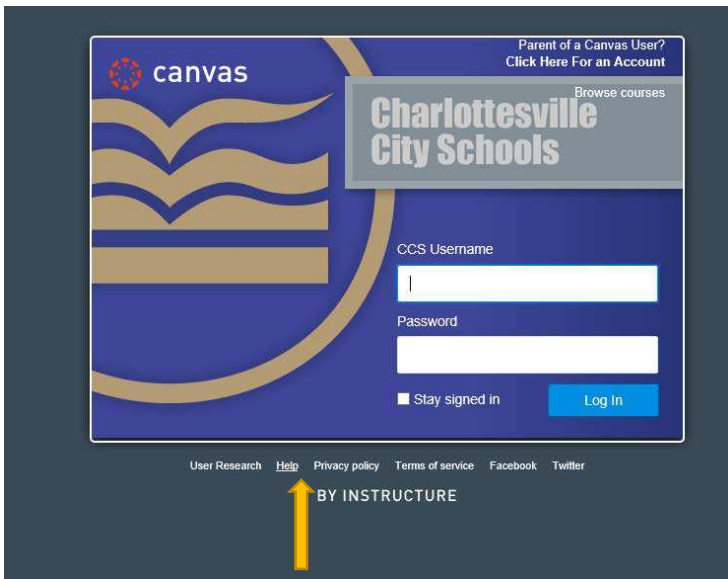 canvas
Parent of a Canvas User?
Click Here For an Account
Browse courses
Charlottesville
City Schools
CCS Username
Password
Stay signed in
Log In
User Research Help Privacy policy Terms of service Facebook Twitter
BY INSTRUCTURE